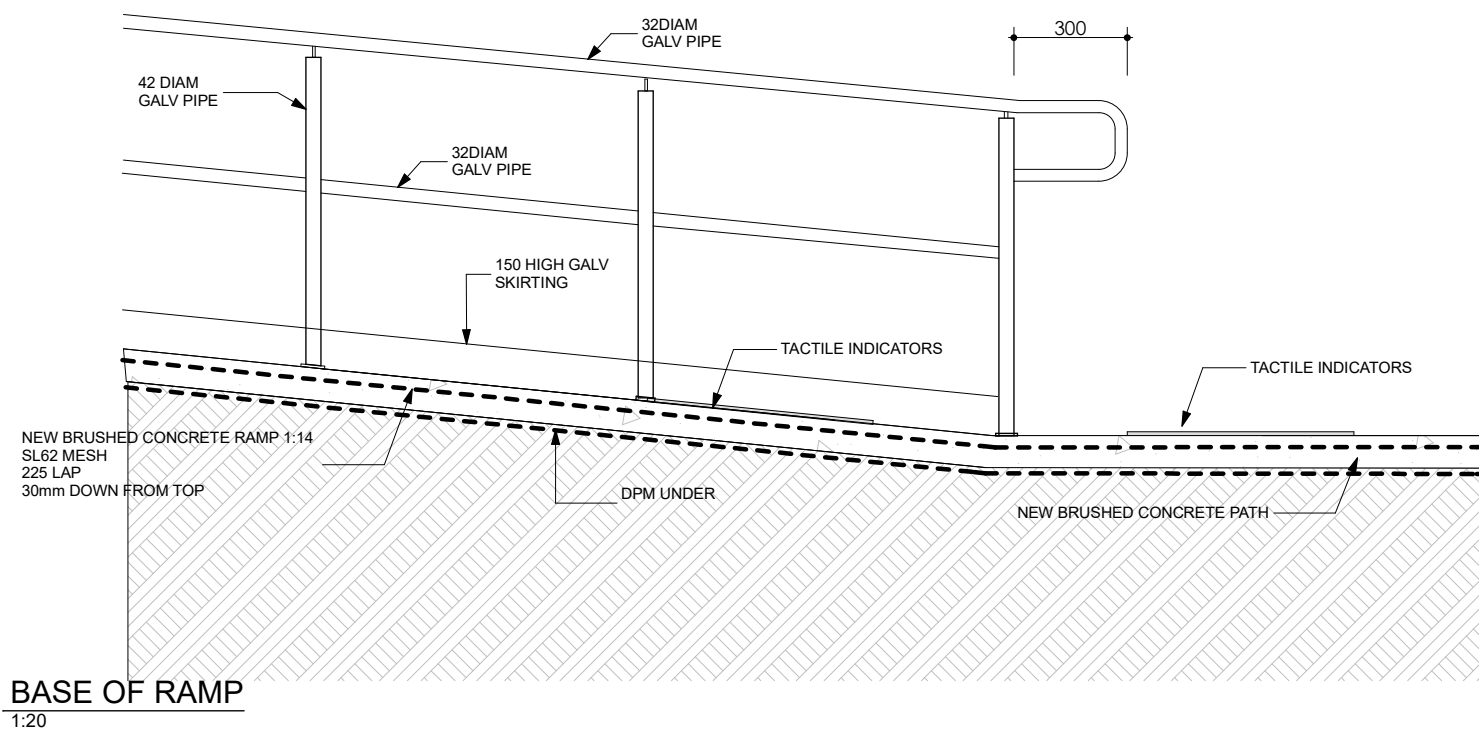 32DIAM
GALV PIPE
300
42 DIAM
GALV PIPE
32DIAM
GALV PIPE
150 HIGH GALV
SKIRTING
TACTILE INDICATORS
TACTILE INDICATORS
NEW BRUSHED CONCRETE RAMP 1:14
SL62 MESH
225 LAP
30mm DOWN FROM TOP
DPM UNDER
NEW BRUSHED CONCRETE PATH
BASE OF RAMP
1:20